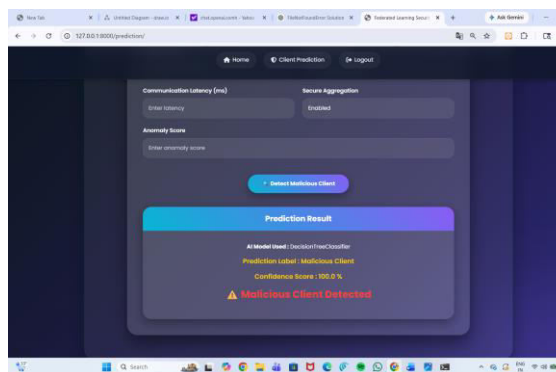 New Tab
Untitled Diagram - draw.io
Federated Learning Securi
Ask Gemini
127.0.0.1:8000/prediction/
Home
Client Prediction
Logout
Communication Latency (ms)
Secure Aggregation
Enter latency
Enabled
Anomaly Score
Enter anomaly score
Detect Malicious Client
Prediction Result
AI Model Used : DecisionTreeClassifier
Prediction Label : Malicious Client
Confidence Score : 100.0 %
Malicious Client Detected
Search
ENG
IN